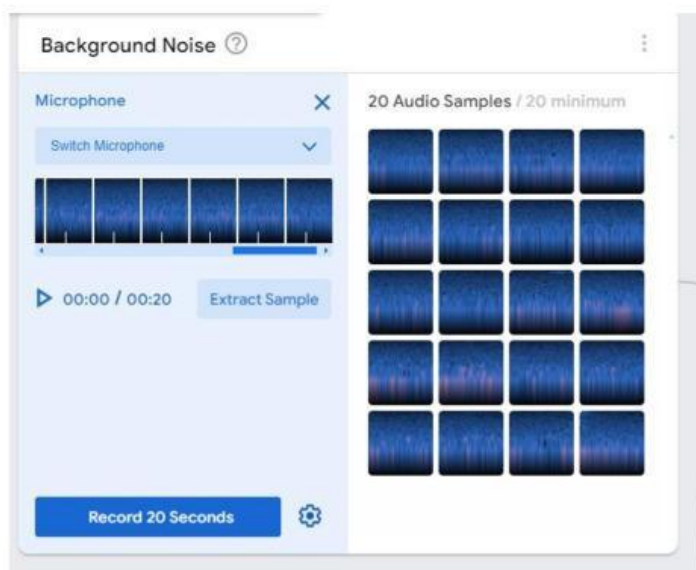 Background Noise
Microphone
Switch Microphone
00:00 / 00:20
Extract Sample
Record 20 Seconds
20 Audio Samples / 20 minimum